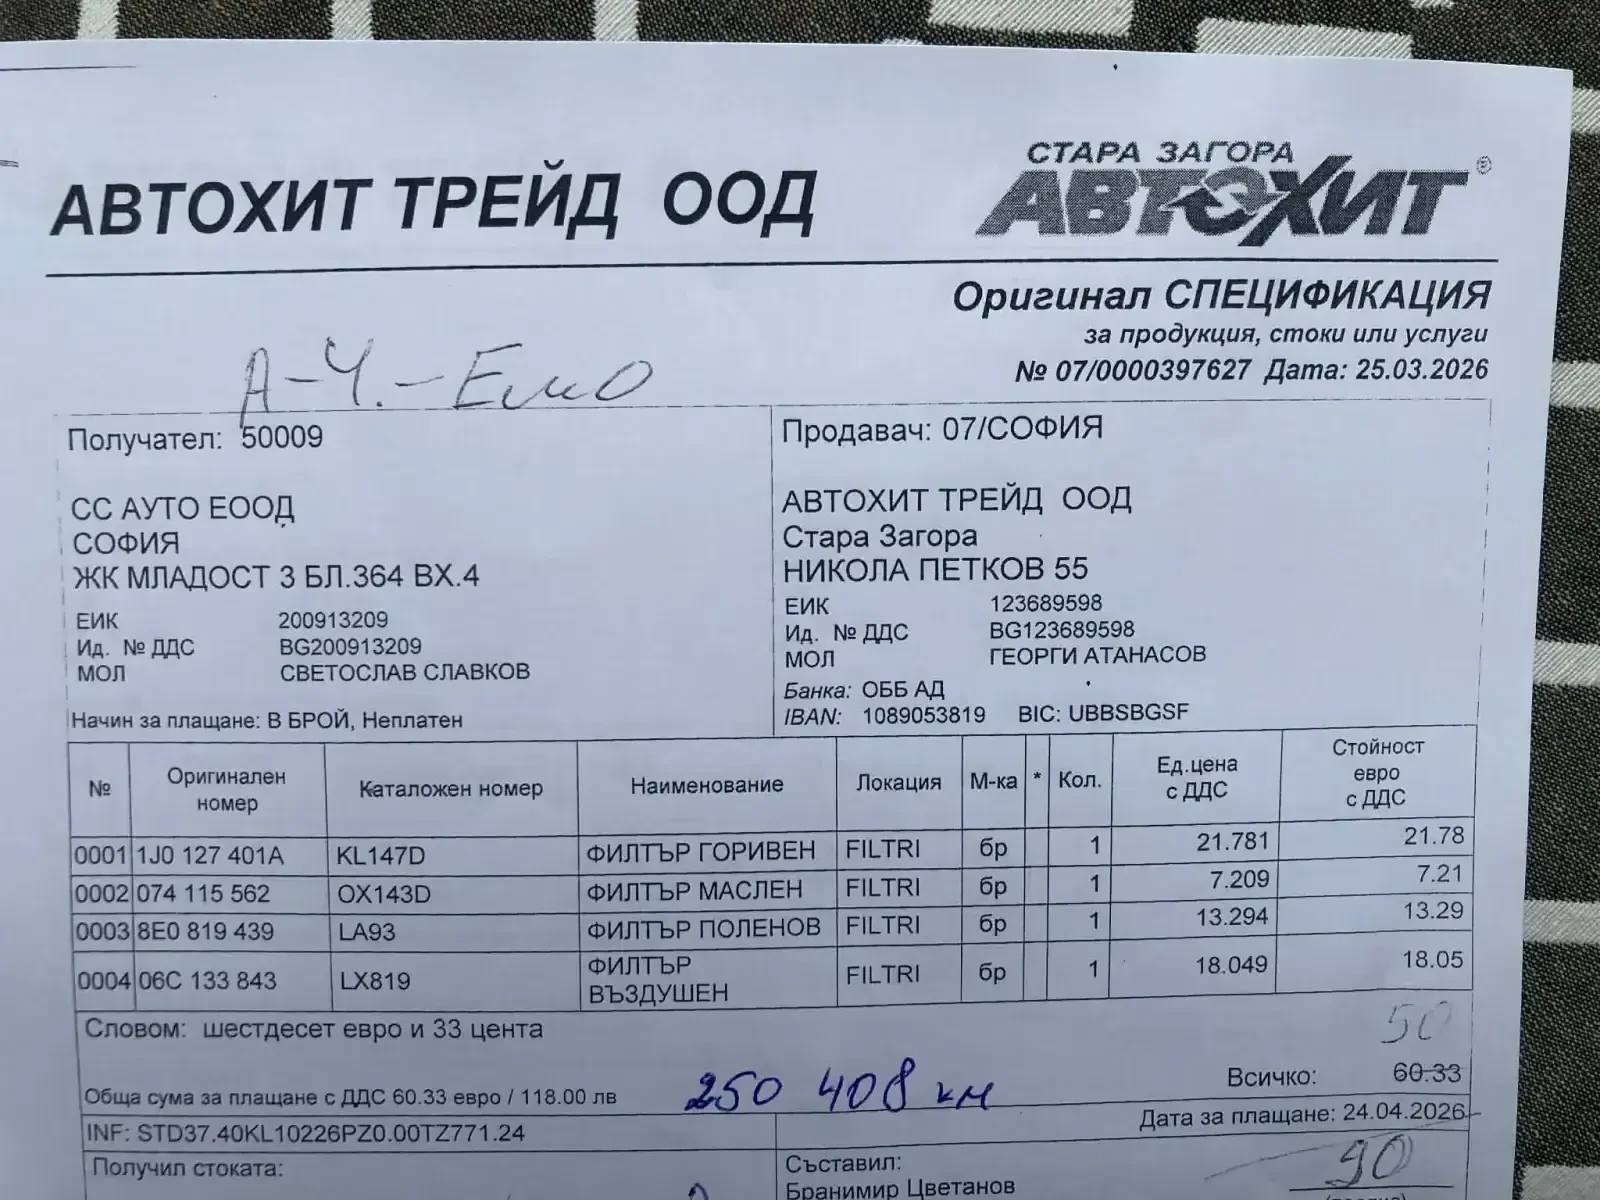 АВТОХИТ ТРЕЙД ООД
СТАРА ЗАГОРА
АВТОХИТ®
Оригинал СПЕЦИФИКАЦИЯ
за продукция, стоки или услуги
№ 07/0000397627 Дата: 25.03.2026
А-4.-Емо
Получател: 50009
СС АУТО ЕООД
СОФИЯ
ЖК МЛАДОСТ 3 БЛ.364 ВХ.4
ЕИК 200913209
Ид. № ДДС BG200913209
МОЛ СВЕТОСЛАВ СЛАВКОВ
Начин за плащане: В БРОЙ, Неплатен
Продавач: 07/СОФИЯ
АВТОХИТ ТРЕЙД ООД
Стара Загора
НИКОЛА ПЕТКОВ 55
ЕИК 123689598
Ид. № ДДС BG123689598
МОЛ ГЕОРГИ АТАНАСОВ
Банка: ОББ АД
IBAN: 1089053819 BIC: UBBSBGSF
№ Оригинален номер Каталожен номер Наименование Локация М-ка * Кол. Ед.цена с ДДС Стойност евро с ДДС
0001 1J0 127 401A KL147D ФИЛТЪР ГОРИВЕН FILTRI бр 1 21.781 21.78
0002 074 115 562 OX143D ФИЛТЪР МАСЛЕН FILTRI бр 1 7.209 7.21
0003 8E0 819 439 LA93 ФИЛТЪР ПОЛЕНОВ FILTRI бр 1 13.294 13.29
0004 06C 133 843 LX819 ФИЛТЪР ВЪЗДУШЕН FILTRI бр 1 18.049 18.05
Словом: шестдесет евро и 33 цента
50
Всичко: 60.33
Обща сума за плащане с ДДС 60.33 евро / 118.00 лв
250 408 км
Дата за плащане: 24.04.2026
INF: STD37.40KL10226PZ0.00TZ771.24
90
Получил стоката:
Съставил:
Бранимир Цветанов